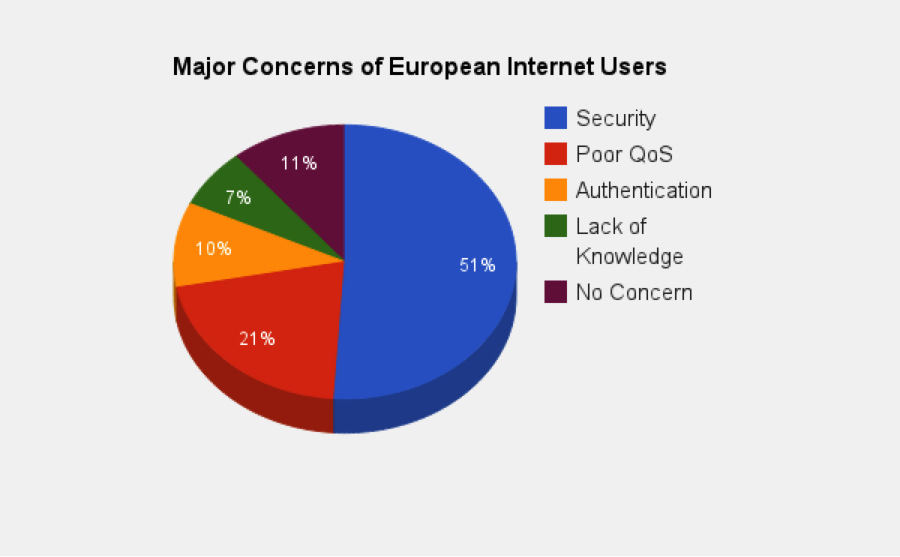 Major Concerns of European Internet Users
Security
Poor QoS
Authentication
Lack of
Knowledge
No Concern
11%
7%
10%
51%
21%